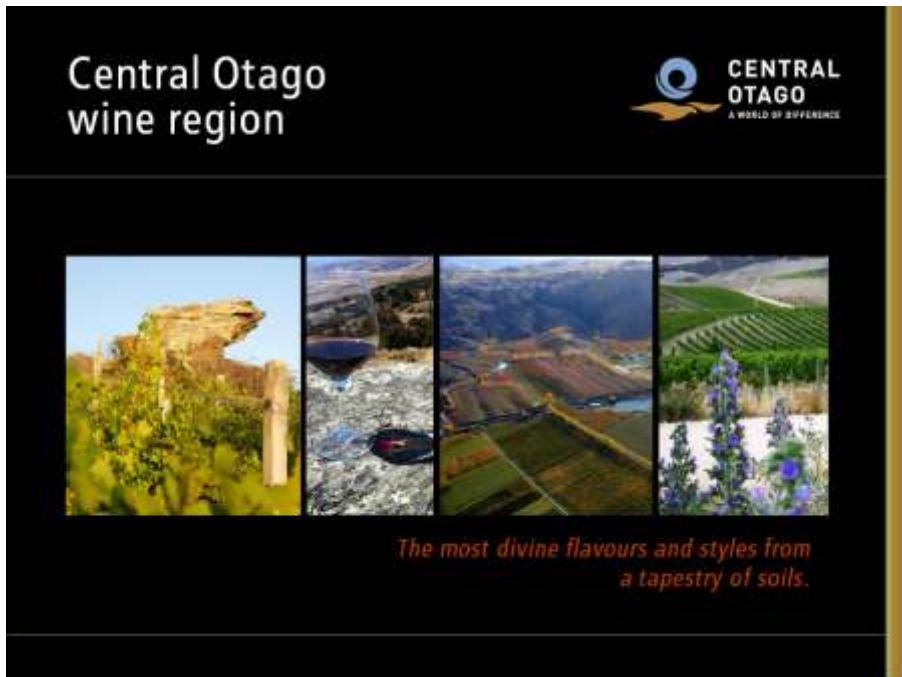 Central Otago
wine region
CENTRAL
OTAGO
A WORLD OF DIFFERENCE
The most divine flavours and styles from
a tapestry of soils.